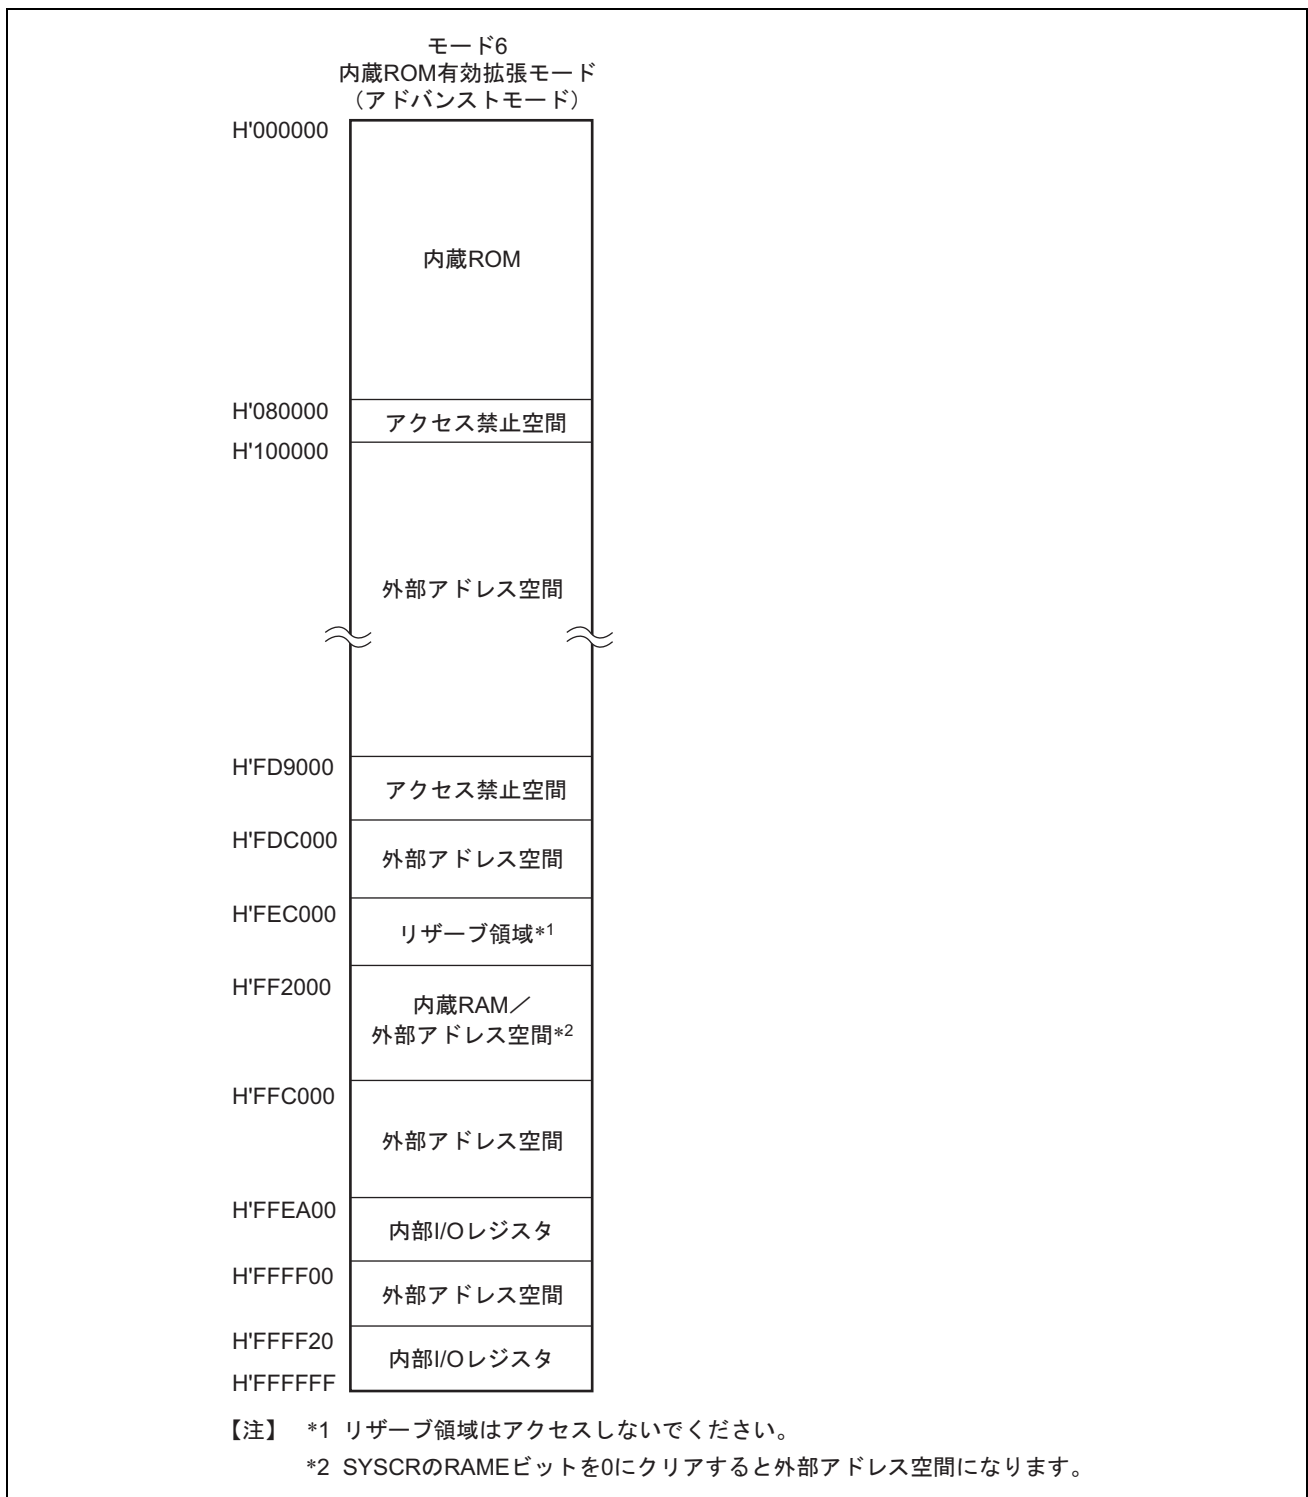 モード6
内蔵ROM有効拡張モード
（アドバンストモード）
H'000000
内蔵ROM
H'080000
アクセス禁止空間
H'100000
外部アドレス空間
H'FD9000
アクセス禁止空間
H'FDC000
外部アドレス空間
H'FEC000
リザーブ領域*1
H'FF2000
内蔵RAM／
外部アドレス空間*2
H'FFC000
外部アドレス空間
H'FFEA00
内部I/Oレジスタ
H'FFFF00
外部アドレス空間
H'FFFF20
内部I/Oレジスタ
H'FFFFFF
【注】 *1 リザーブ領域はアクセスしないでください。
*2 SYSCRのRAMEビットを0にクリアすると外部アドレス空間になります。